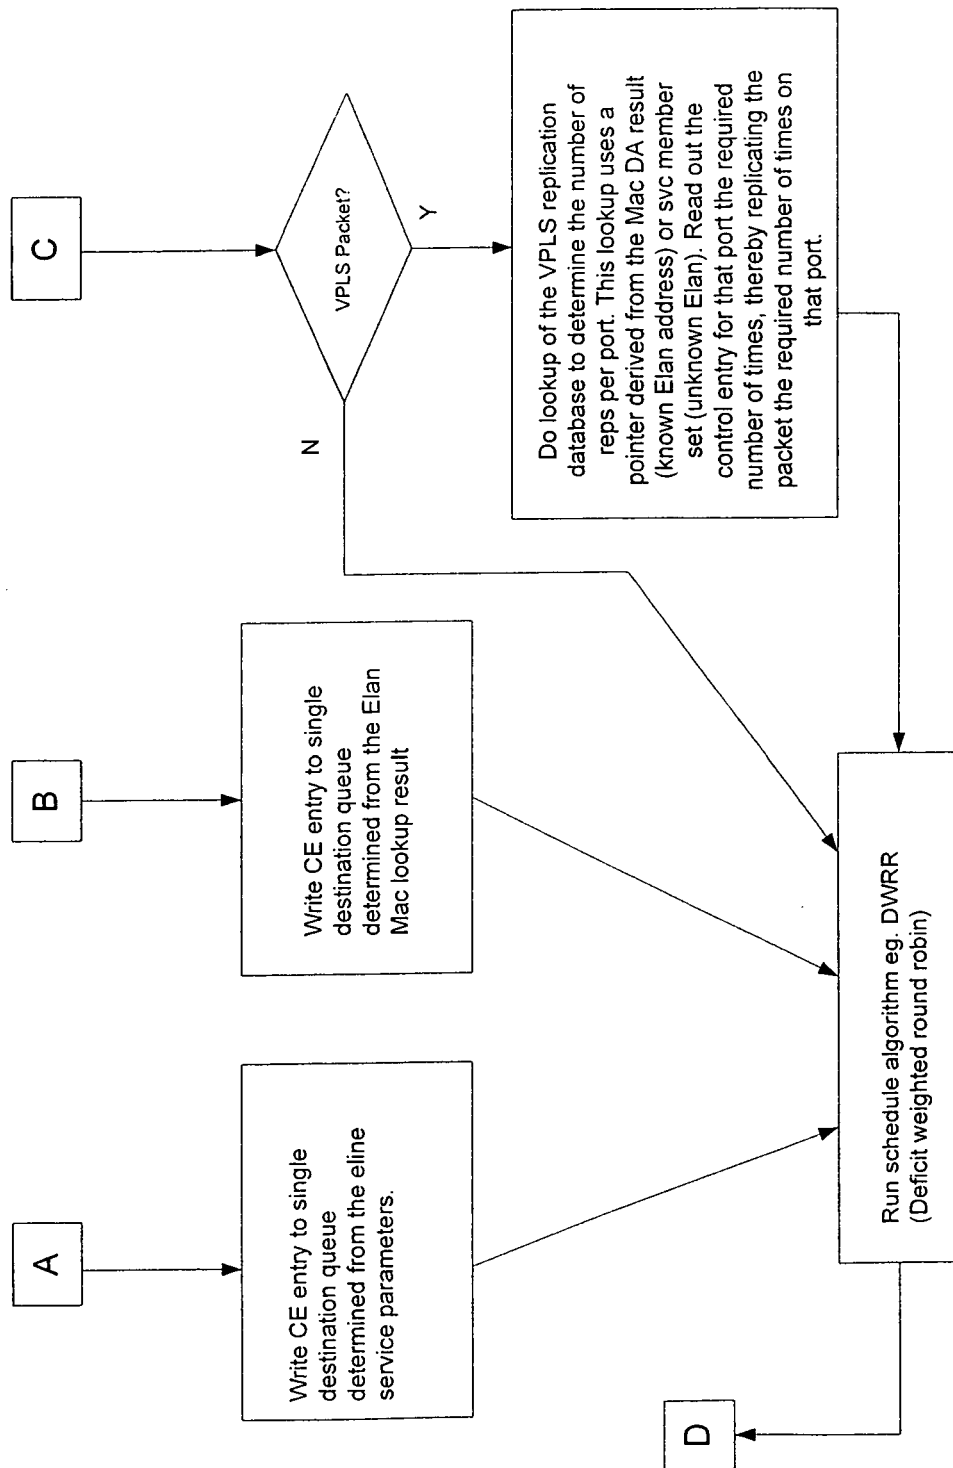 A
B
C
Write CE entry to single
destination queue
determined from the eline
service parameters.
Write CE entry to single
destination queue
determined from the Elan
Mac lookup result
VPLS Packet?
N
Y
Do lookup of the VPLS replication
database to determine the number of
reps per port. This lookup uses a
pointer derived from the Mac DA result
(known Elan address) or svc member
set (unknown Elan). Read out the
control entry for that port the required
number of times, thereby replicating the
packet the required number of times on
that port.
Run schedule algorithm eg. DWRR
(Deficit weighted round robin)
D